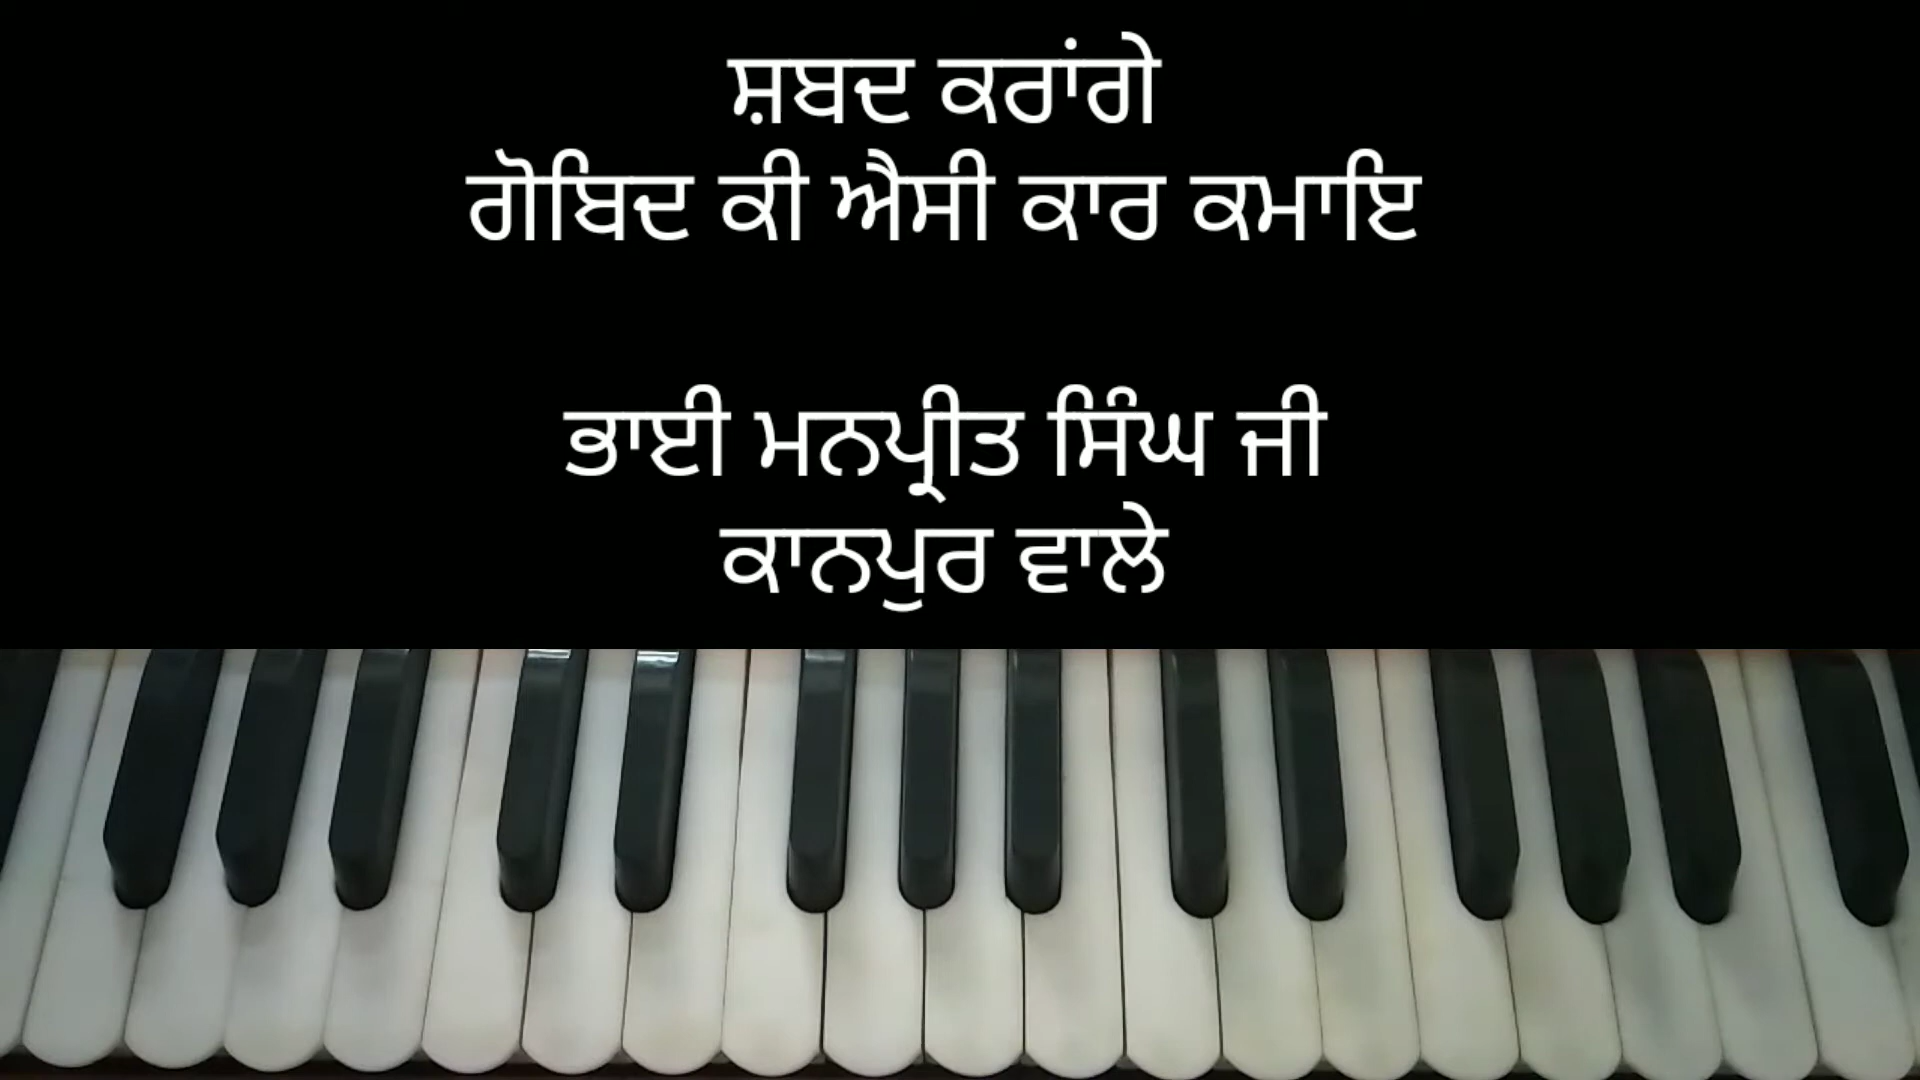 ਸ਼ਬਦ ਕਰਾਂਗੇ
ਗੋਬਿਦ ਕੀ ਐਸੀ ਕਾਰ ਕਮਾਇ
ਭਾਈ ਮਨਪ੍ਰੀਤ ਸਿੰਘ ਜੀ
ਕਾਨਪੁਰ ਵਾਲੇ